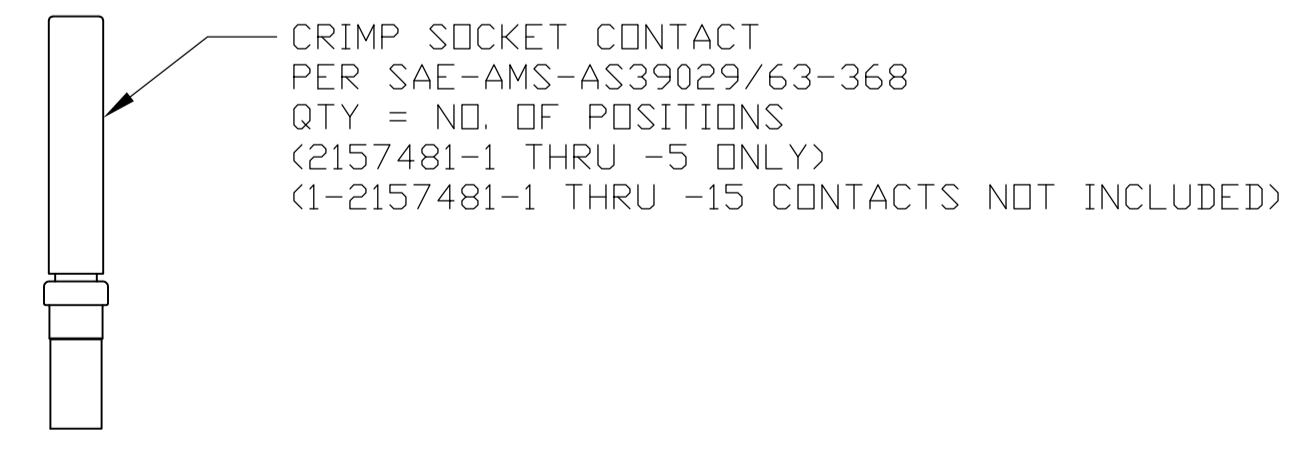 CRIMP SOCKET CONTACT
PER SAE-AMS-AS39029/63-368
QTY = NO. OF POSITIONS
(2157481-1 THRU -5 ONLY)
(1-2157481-1 THRU -15 CONTACTS NOT INCLUDED)